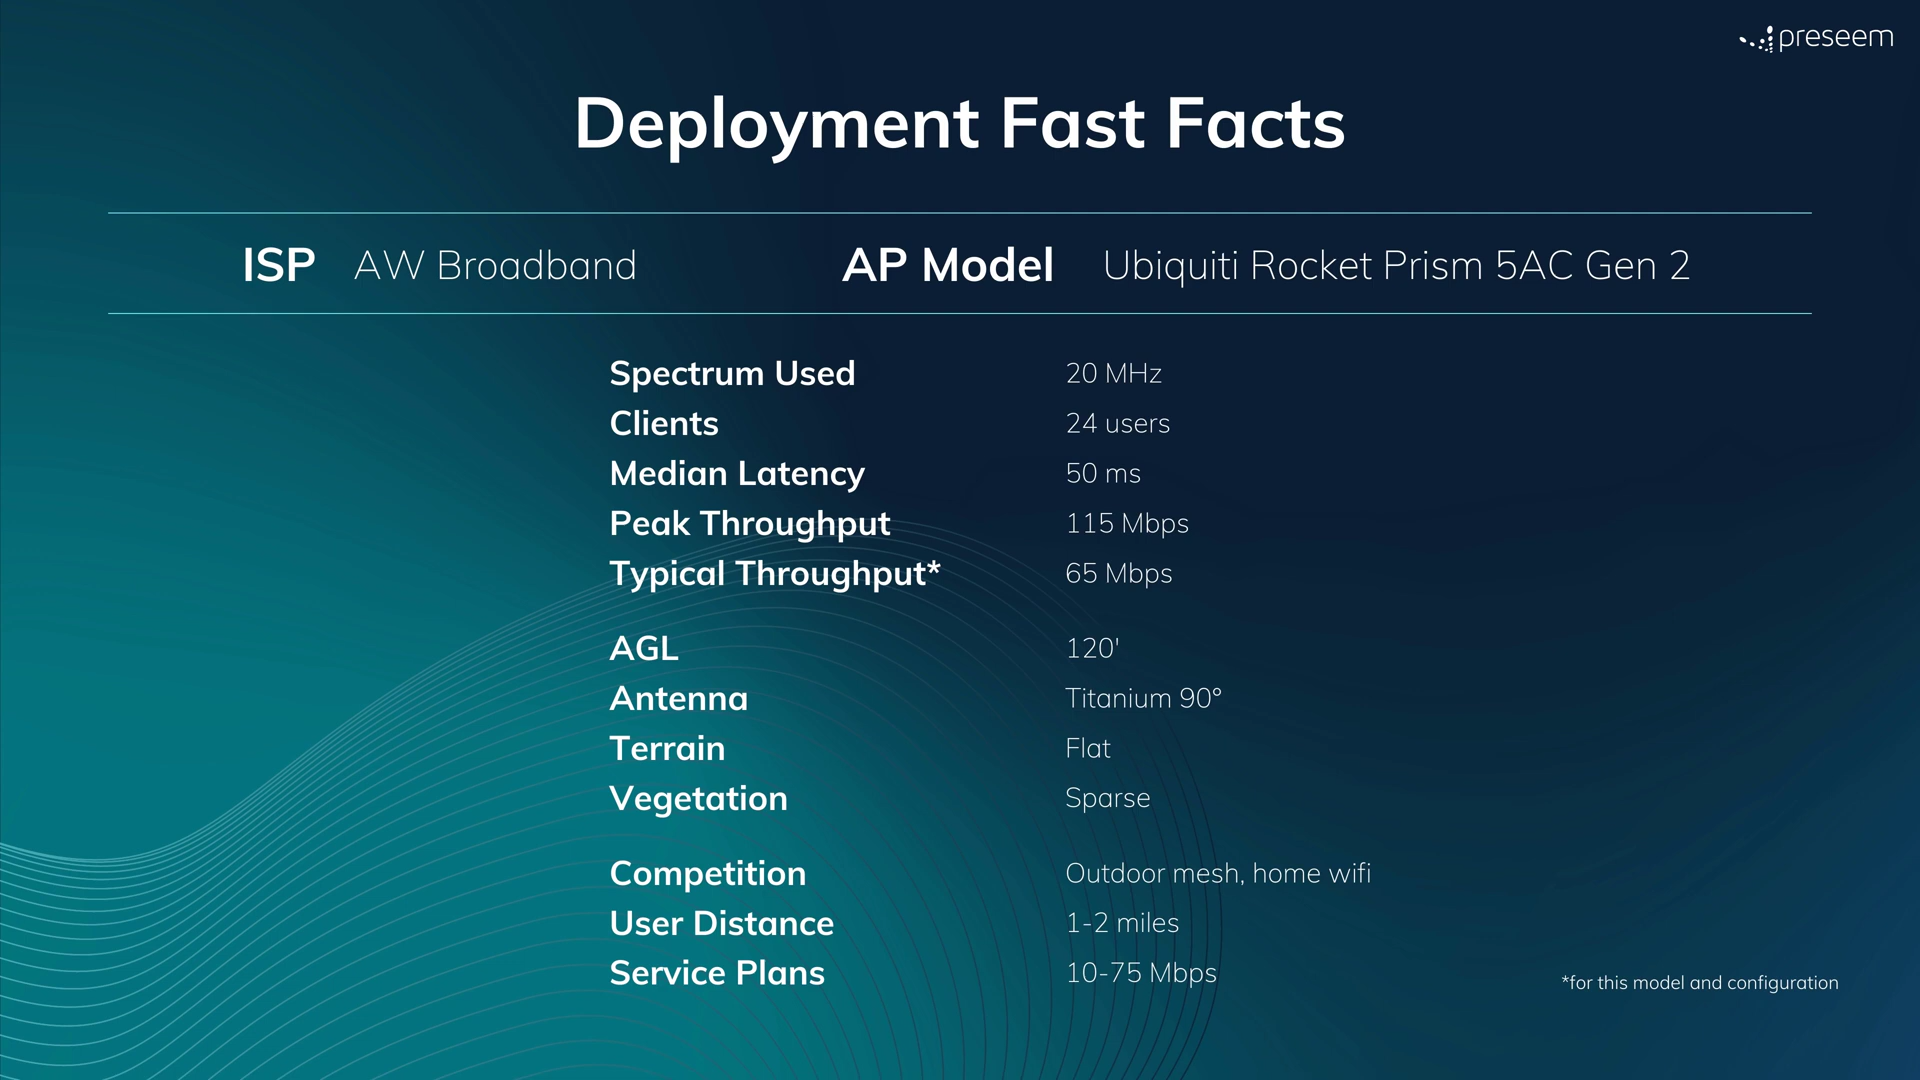 preseem
Deployment Fast Facts
ISP AW Broadband AP Model Ubiquiti Rocket Prism 5AC Gen 2
Spectrum Used 20 MHz
Clients 24 users
Median Latency 50 ms
Peak Throughput 115 Mbps
Typical Throughput* 65 Mbps
AGL 120'
Antenna Titanium 90°
Terrain Flat
Vegetation Sparse
Competition Outdoor mesh, home wifi
User Distance 1-2 miles
Service Plans 10-75 Mbps
*for this model and configuration